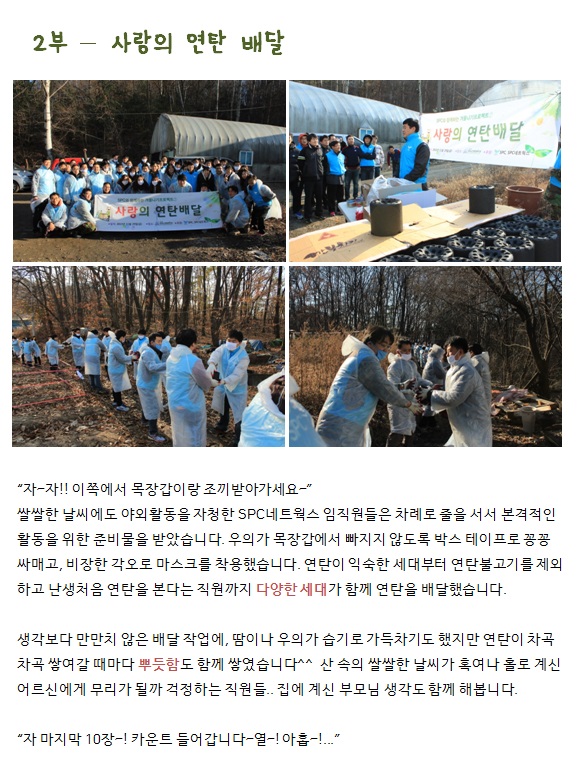 2부 – 사랑의 연탄 배달
사랑의 연탄배달
사랑의 연탄배달
“자~자!! 이쪽에서 목장갑이랑 조끼받아가세요~”
쌀쌀한 날씨에도 야외활동을 자청한 SPC네트웍스 임직원들은 차례로 줄을 서서 본격적인
활동을 위한 준비물을 받았습니다. 우의가 목장갑에서 빠지지 않도록 박스 테이프로 꽁꽁
싸매고, 비장한 각오로 마스크를 착용했습니다. 연탄이 익숙한 세대부터 연탄불고기를 제외
하고 난생처음 연탄을 본다는 직원까지 다양한 세대가 함께 연탄을 배달했습니다.
생각보다 만만치 않은 배달 작업에, 땀이나 우의가 습기로 가득차기도 했지만 연탄이 차곡
차곡 쌓여갈 때마다 뿌듯함도 함께 쌓였습니다^^ 산 속의 쌀쌀한 날씨가 혹여나 홀로 계신
어르신에게 무리가 될까 걱정하는 직원들.. 집에 계신 부모님 생각도 함께 해봅니다.
“자 마지막 10장~! 카운트 들어갑니다~열~! 아홉~!...”